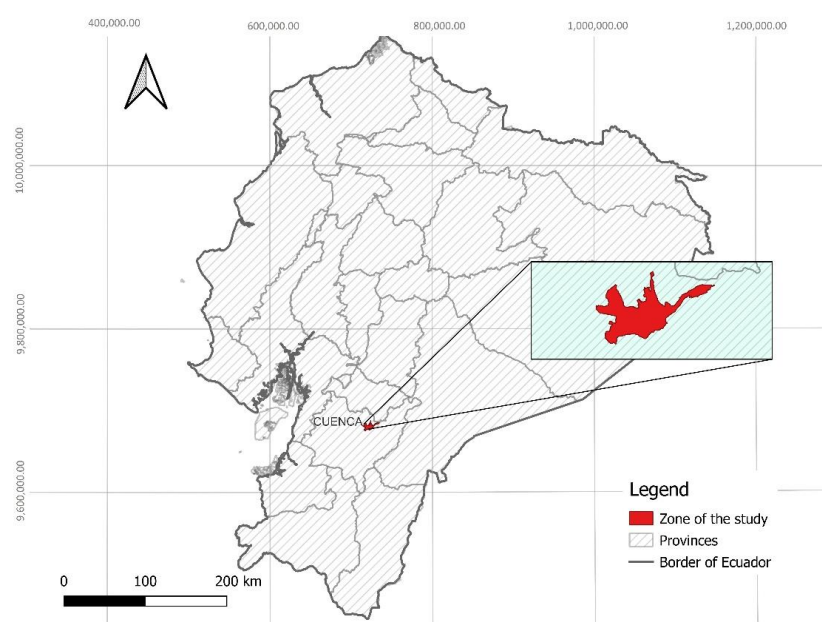 400,000.00
600,000.00
800,000.00
1,000,000.00
1,200,000.00
10,000,000.00
9,800,000.00
9,600,000.00
CUENCA
Legend
Zone of the study
Provinces
Border of Ecuador
0 100 200 km